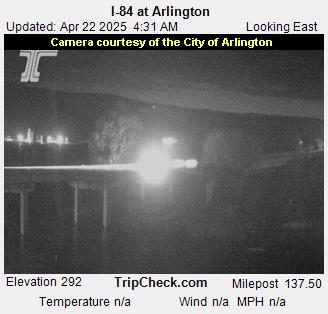 I-84 at Arlington
Updated: Apr 22 2025 4:31 AM Looking East
Camera courtesy of the City of Arlington
Elevation 292 TripCheck.com Milepost 137.50
Temperature n/a Wind n/a MPH n/a